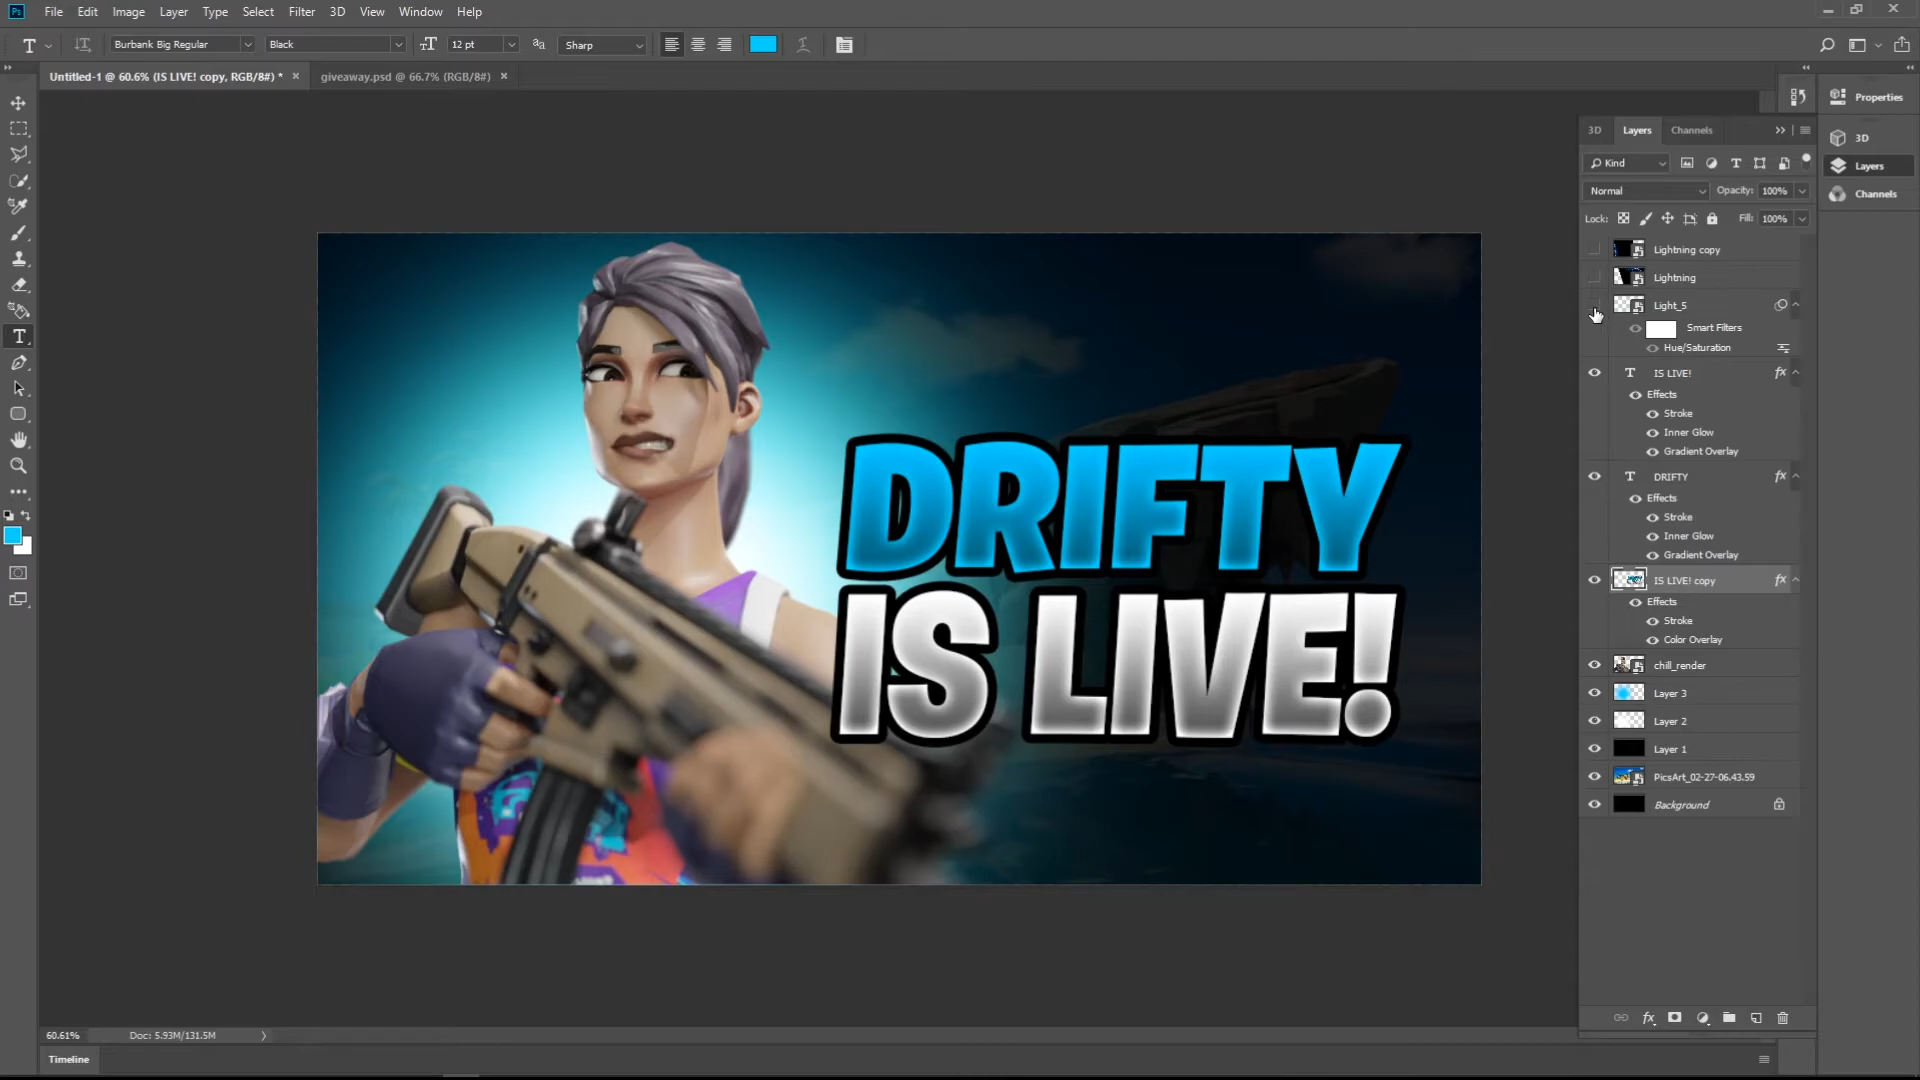 Ps File Edit Image Layer Type Select Filter 3D View Window Help
T Burbank Big Regular Black 12 pt Sharp
Untitled-1 @ 60.6% (IS LIVE! copy, RGB/8#) * giveaway.psd @ 66.7% (RGB/8#)
Properties
3D
Layers
Channels
3D Layers Channels
Kind
Normal Opacity: 100%
Lock: Fill: 100%
Lightning copy
Lightning
Light_5
Smart Filters
Hue/Saturation
T IS LIVE! fx
Effects
Stroke
Inner Glow
Gradient Overlay
T DRIFTY fx
Effects
Stroke
Inner Glow
Gradient Overlay
IS LIVE! copy fx
Effects
Stroke
Color Overlay
chill_render
Layer 3
Layer 2
Layer 1
PicsArt_02-27-06.43.59
Background
fx
DRIFTY
IS LIVE!
60.61% Doc: 5.93M/131.5M
Timeline